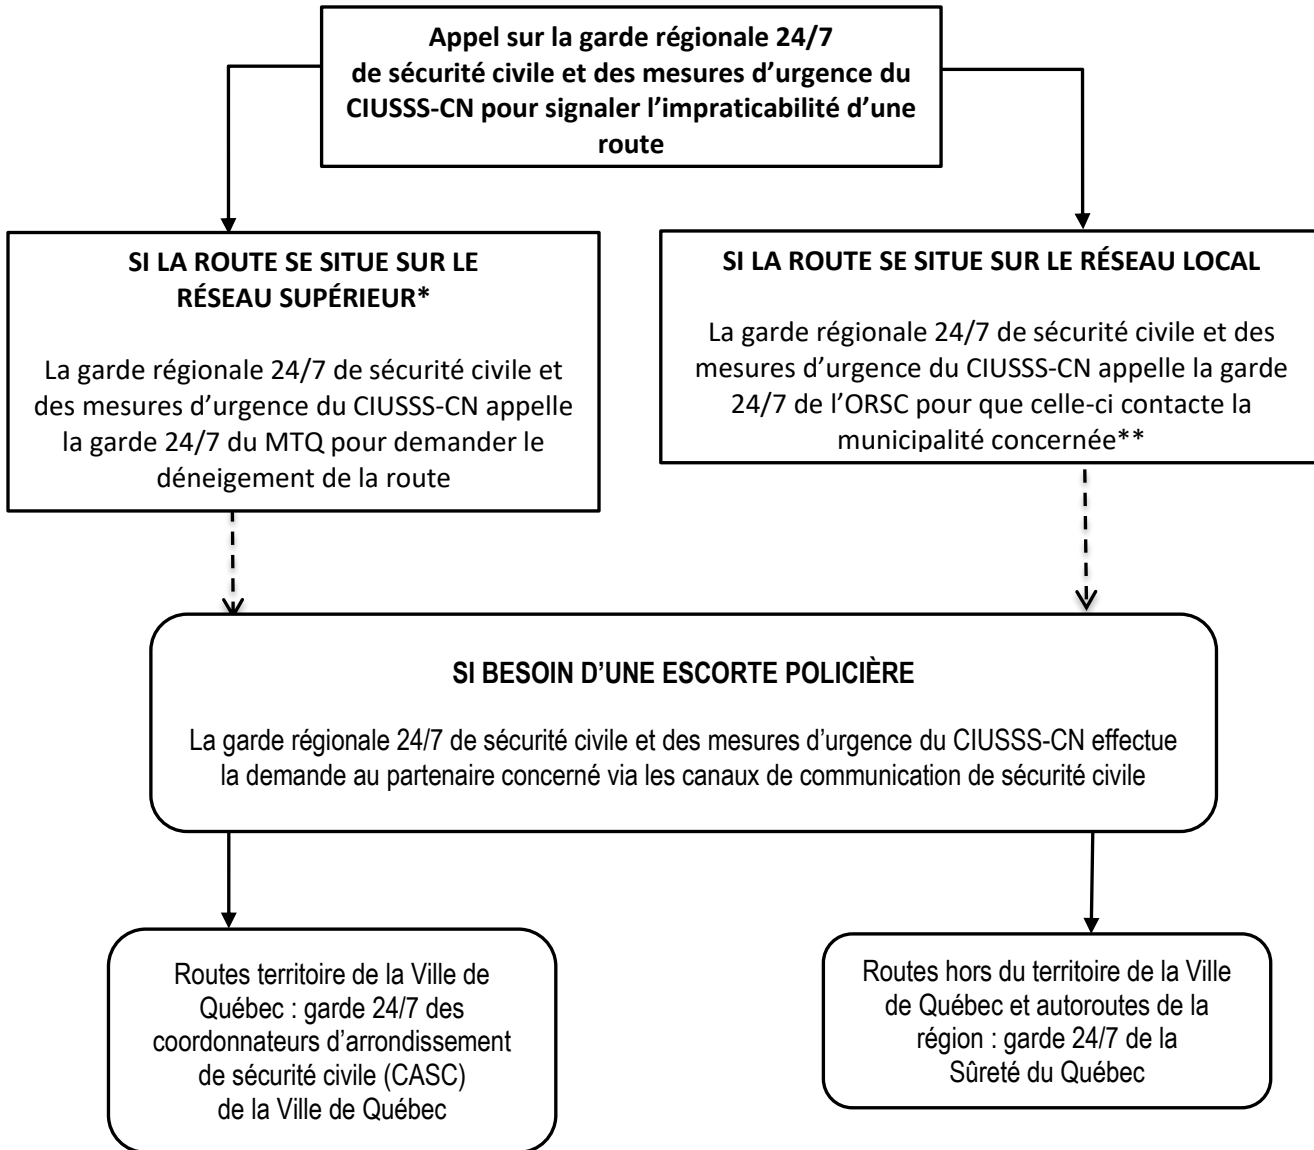 Appel sur la garde régionale 24/7
de sécurité civile et des mesures d’urgence du
CIUSSS-CN pour signaler l’impraticabilité d’une
route
SI LA ROUTE SE SITUE SUR LE
RÉSEAU SUPÉRIEUR*
La garde régionale 24/7 de sécurité civile et
des mesures d’urgence du CIUSSS-CN appelle
la garde 24/7 du MTQ pour demander le
déneigement de la route
SI LA ROUTE SE SITUE SUR LE RÉSEAU LOCAL
La garde régionale 24/7 de sécurité civile et des
mesures d’urgence du CIUSSS-CN appelle la garde
24/7 de l’ORSC pour que celle-ci contacte la
municipalité concernée**
SI BESOIN D’UNE ESCORTE POLICIÈRE
La garde régionale 24/7 de sécurité civile et des mesures d’urgence du CIUSSS-CN effectue
la demande au partenaire concerné via les canaux de communication de sécurité civile
Routes territoire de la Ville de
Québec : garde 24/7 des
coordonnateurs d’arrondissement
de sécurité civile (CASC)
de la Ville de Québec
Routes hors du territoire de la Ville
de Québec et autoroutes de la
région : garde 24/7 de la
Sûreté du Québec